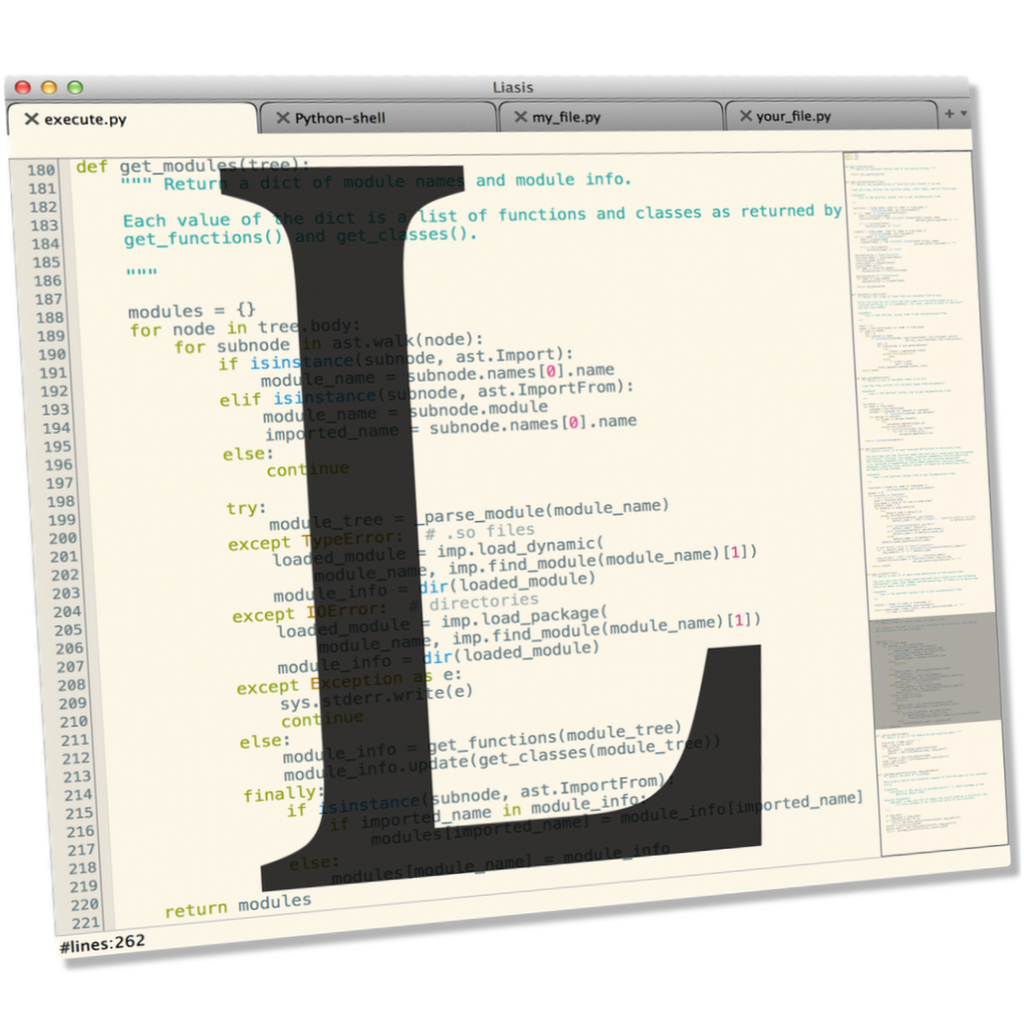 Liasis
execute.py
Python-shell
my_file.py
your_file.py
180 def get_modules(tree):
181 """ Return a dict of module names and module info.
182
183 Each value of the dict is a list of functions and classes as returned by
184 get_functions() and get_classes().
185
186 """
187
188 modules = {}
189 for node in tree.body:
190 for subnode in ast.walk(node):
191 if isinstance(subnode, ast.Import):
192 module_name = subnode.names[0].name
193 elif isinstance(subnode, ast.ImportFrom):
194 module_name = subnode.module
195 imported_name = subnode.names[0].name
196 else:
197 continue
198
199 try:
200 module_tree = _parse_module(module_name)
201 except TypeError: # .so files
202 loaded_module = imp.load_dynamic(
203 module_name, imp.find_module(module_name)[1])
204 module_info = dir(loaded_module)
205 except IOError: # directories
206 loaded_module = imp.load_package(
207 module_name, imp.find_module(module_name)[1])
208 module_info = dir(loaded_module)
209 except Exception as e:
210 sys.stderr.write(e)
211 continue
212 else:
213 module_info = get_functions(module_tree)
214 module_info.update(get_classes(module_tree))
215 finally:
216 if isinstance(subnode, ast.ImportFrom):
217 if imported_name in module_info:
218 modules[imported_name] = module_info[imported_name]
219 else:
220 modules[module_name] = module_info
221 return modules
L
#lines:262